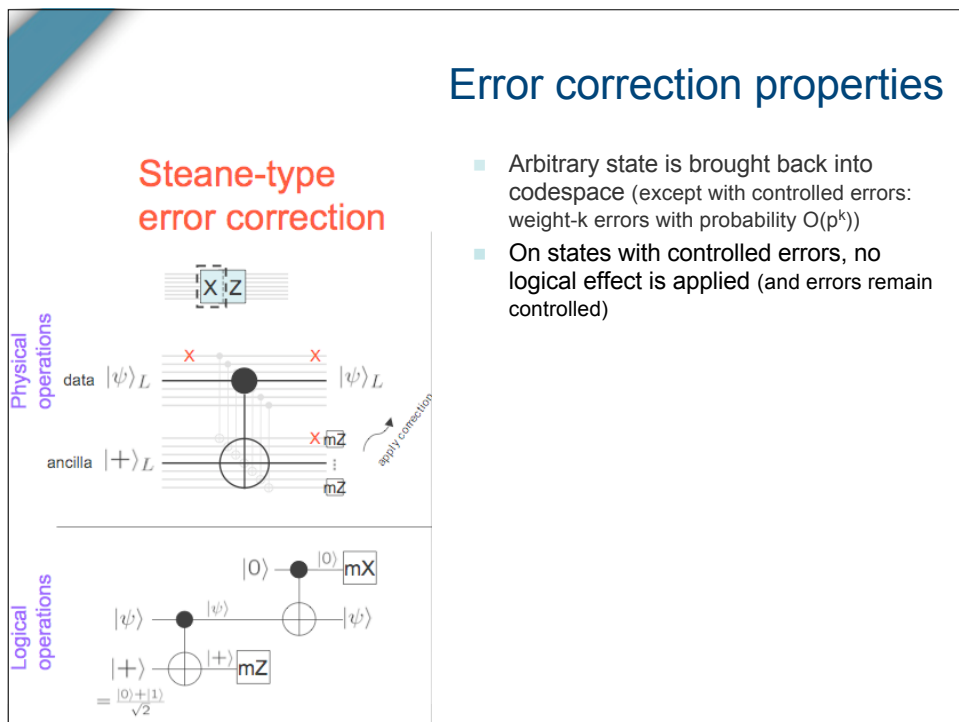 Error correction properties
Steane-type
error correction
Arbitrary state is brought back into
codespace (except with controlled errors:
weight-k errors with probability O(p^k))
On states with controlled errors, no
logical effect is applied (and errors remain
controlled)
Physical
operations
X Z
X X
data |ψ⟩_L |ψ⟩_L
apply correction
X mZ
ancilla |+⟩_L ⋮
mZ
Logical
operations
|0⟩ |0⟩ mX
|ψ⟩ |ψ⟩ |ψ⟩
|+⟩ |+⟩ mZ
= |0⟩+|1⟩ / √2